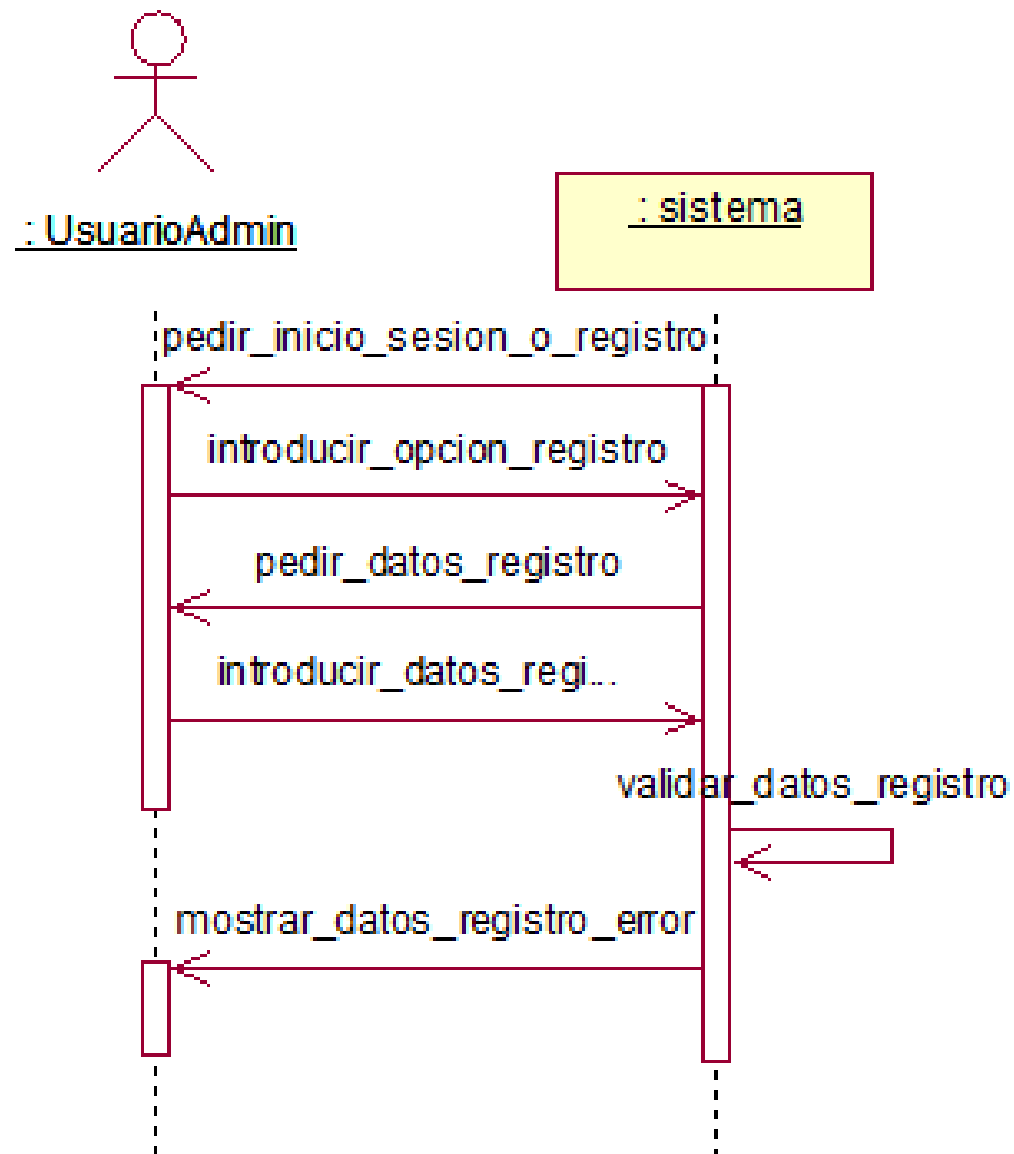 : UsuarioAdmin
: sistema
pedir_inicio_sesion_o_registro
introducir_opcion_registro
pedir_datos_registro
introducir_datos_regi...
validar_datos_registro
mostrar_datos_registro_error